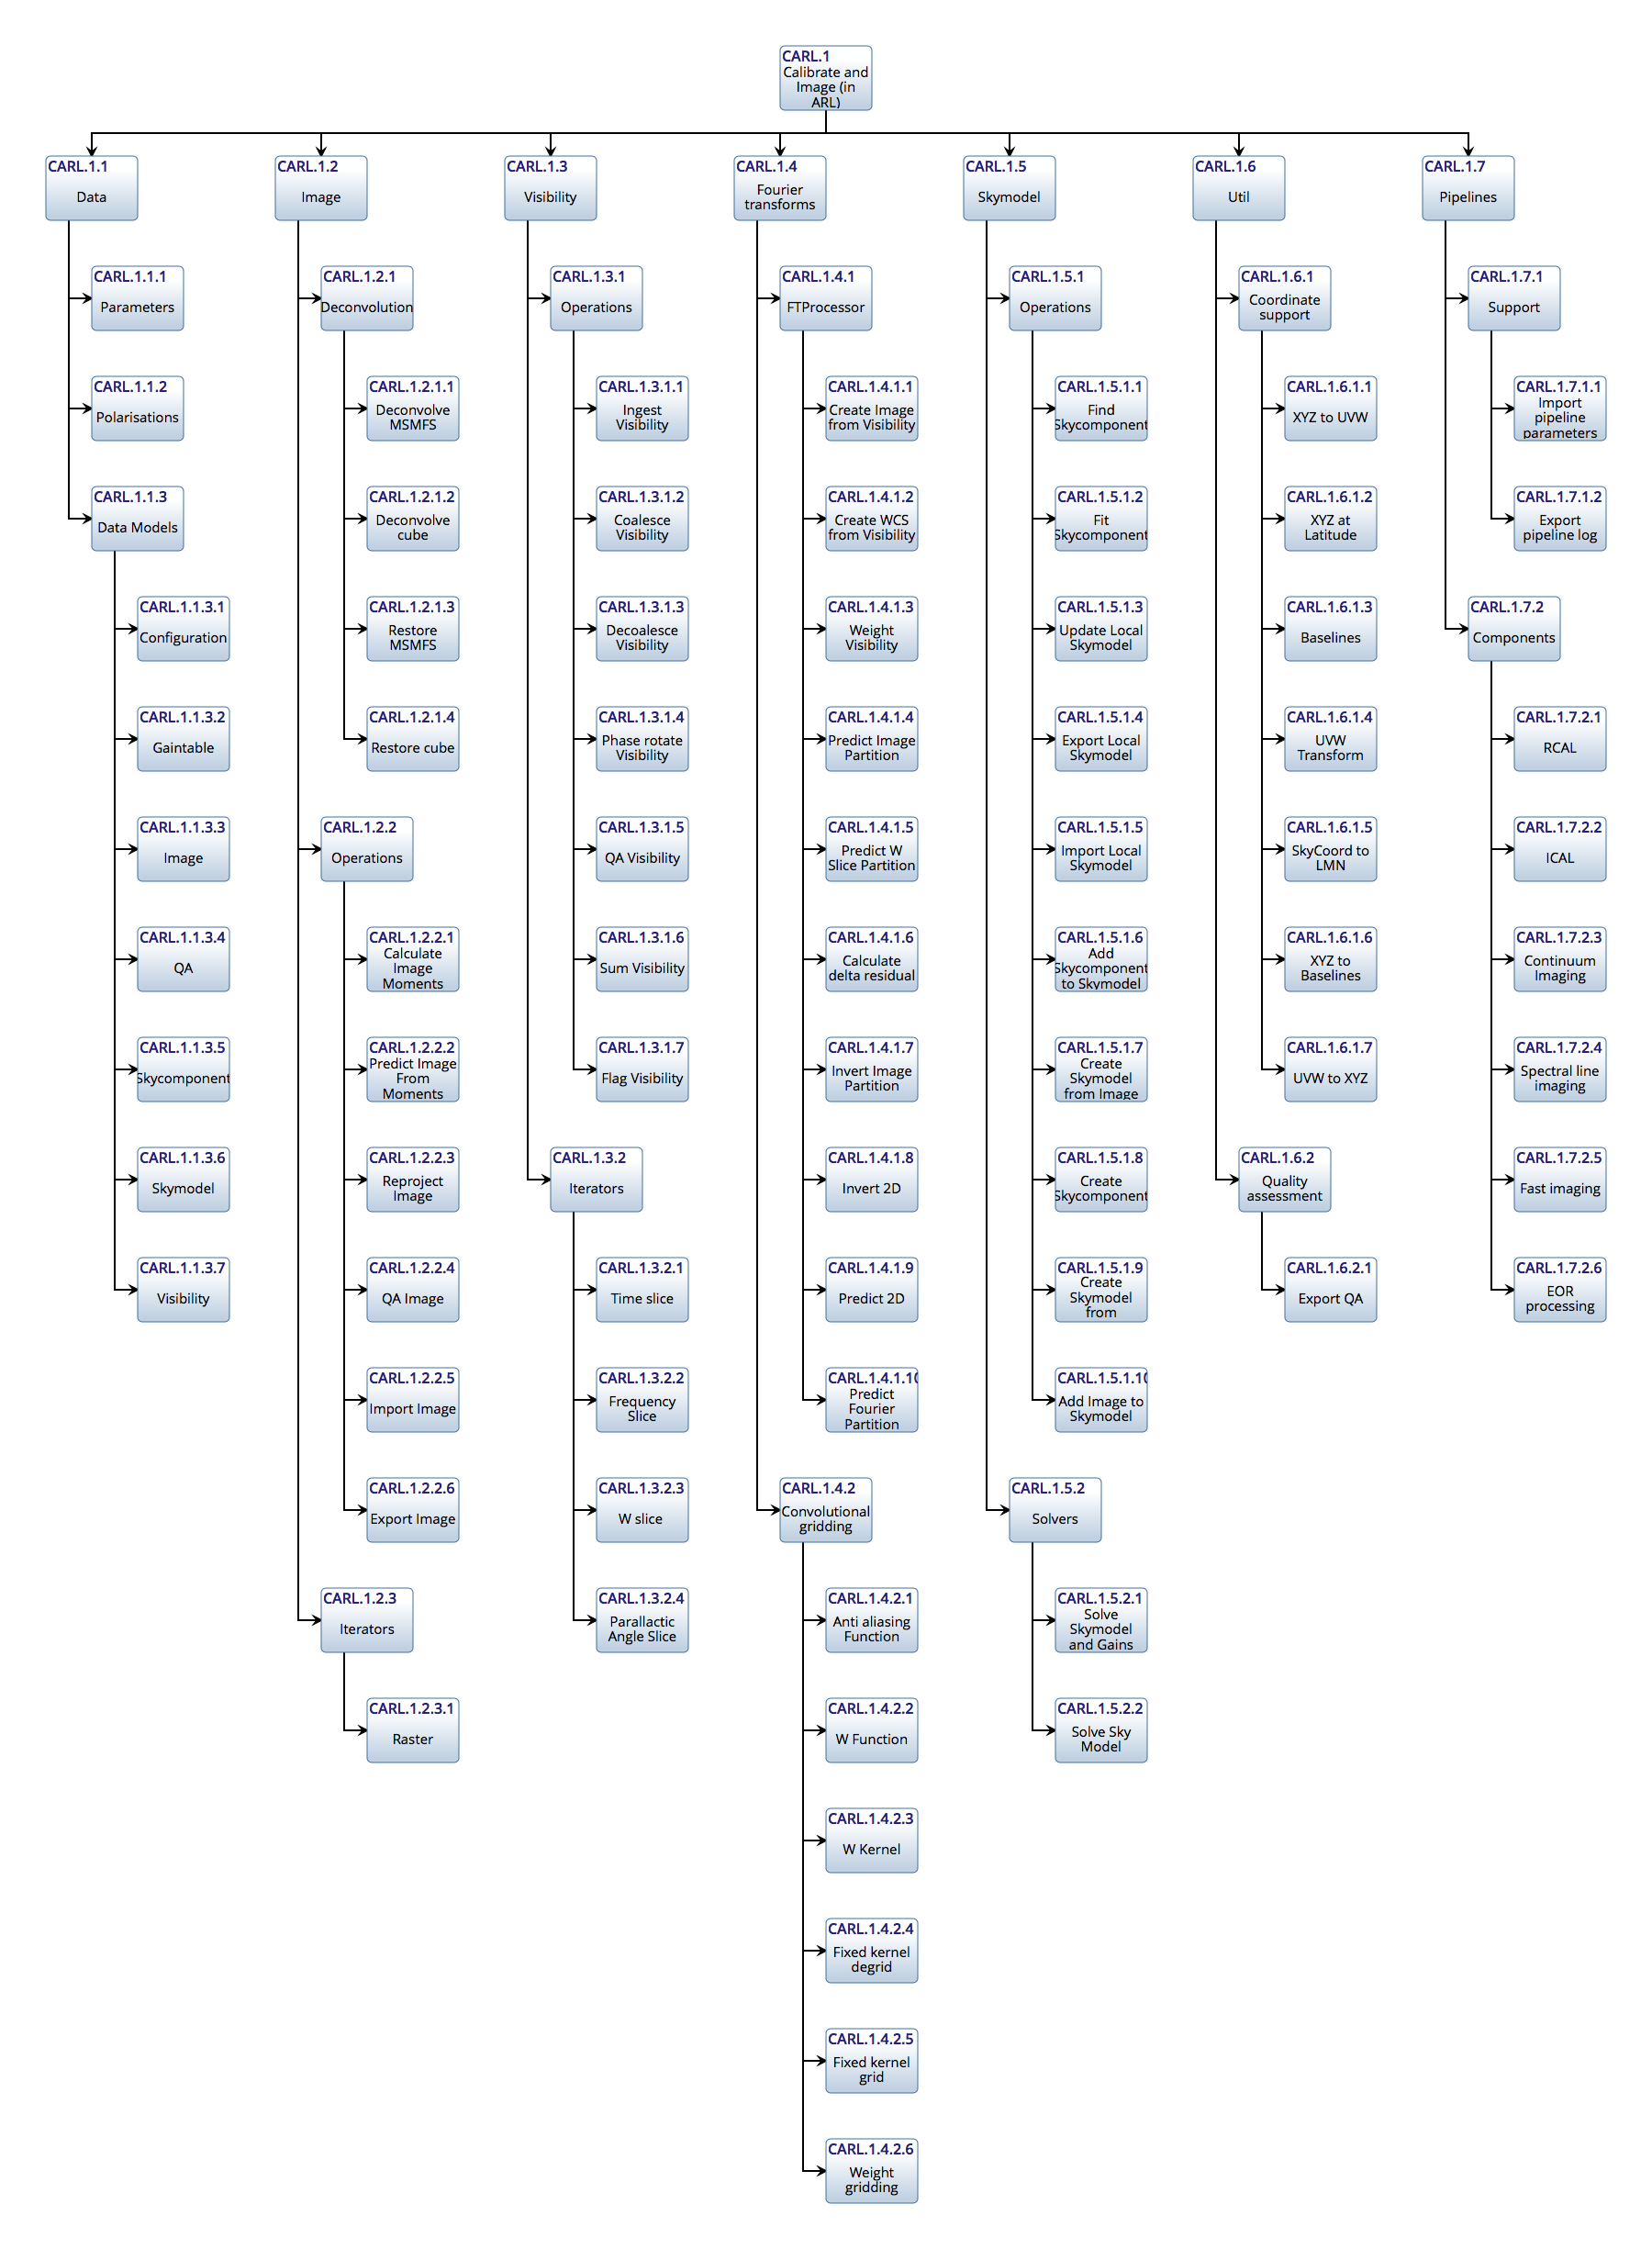 CARL.1
Calibrate and
Image (in
ARL)
CARL.1.1
Data
CARL.1.1.1
Parameters
CARL.1.1.2
Polarisations
CARL.1.1.3
Data Models
CARL.1.1.3.1
Configuration
CARL.1.1.3.2
Gaintable
CARL.1.1.3.3
Image
CARL.1.1.3.4
QA
CARL.1.1.3.5
Skycomponent
CARL.1.1.3.6
Skymodel
CARL.1.1.3.7
Visibility
CARL.1.2
Image
CARL.1.2.1
Deconvolution
CARL.1.2.1.1
Deconvolve
MSMFS
CARL.1.2.1.2
Deconvolve
cube
CARL.1.2.1.3
Restore
MSMFS
CARL.1.2.1.4
Restore cube
CARL.1.2.2
Operations
CARL.1.2.2.1
Calculate
Image
Moments
CARL.1.2.2.2
Predict Image
From
Moments
CARL.1.2.2.3
Reproject
Image
CARL.1.2.2.4
QA Image
CARL.1.2.2.5
Import Image
CARL.1.2.2.6
Export Image
CARL.1.2.3
Iterators
CARL.1.2.3.1
Raster
CARL.1.3
Visibility
CARL.1.3.1
Operations
CARL.1.3.1.1
Ingest
Visibility
CARL.1.3.1.2
Coalesce
Visibility
CARL.1.3.1.3
Decoalesce
Visibility
CARL.1.3.1.4
Phase rotate
Visibility
CARL.1.3.1.5
QA Visibility
CARL.1.3.1.6
Sum Visibility
CARL.1.3.1.7
Flag Visibility
CARL.1.3.2
Iterators
CARL.1.3.2.1
Time slice
CARL.1.3.2.2
Frequency
Slice
CARL.1.3.2.3
W slice
CARL.1.3.2.4
Parallactic
Angle Slice
CARL.1.4
Fourier
transforms
CARL.1.4.1
FTProcessor
CARL.1.4.1.1
Create Image
from Visibility
CARL.1.4.1.2
Create WCS
from Visibility
CARL.1.4.1.3
Weight
Visibility
CARL.1.4.1.4
Predict Image
Partition
CARL.1.4.1.5
Predict W
Slice Partition
CARL.1.4.1.6
Calculate
delta residual
CARL.1.4.1.7
Invert Image
Partition
CARL.1.4.1.8
Invert 2D
CARL.1.4.1.9
Predict 2D
CARL.1.4.1.10
Predict
Fourier
Partition
CARL.1.4.2
Convolutional
gridding
CARL.1.4.2.1
Anti aliasing
Function
CARL.1.4.2.2
W Function
CARL.1.4.2.3
W Kernel
CARL.1.4.2.4
Fixed kernel
degrid
CARL.1.4.2.5
Fixed kernel
grid
CARL.1.4.2.6
Weight
gridding
CARL.1.5
Skymodel
CARL.1.5.1
Operations
CARL.1.5.1.1
Find
Skycomponent
CARL.1.5.1.2
Fit
Skycomponent
CARL.1.5.1.3
Update Local
Skymodel
CARL.1.5.1.4
Export Local
Skymodel
CARL.1.5.1.5
Import Local
Skymodel
CARL.1.5.1.6
Add
Skycomponent
to Skymodel
CARL.1.5.1.7
Create
Skymodel
from Image
CARL.1.5.1.8
Create
Skycomponent
CARL.1.5.1.9
Create
Skymodel
from
CARL.1.5.1.10
Add Image to
Skymodel
CARL.1.5.2
Solvers
CARL.1.5.2.1
Solve
Skymodel
and Gains
CARL.1.5.2.2
Solve Sky
Model
CARL.1.6
Util
CARL.1.6.1
Coordinate
support
CARL.1.6.1.1
XYZ to UVW
CARL.1.6.1.2
XYZ at
Latitude
CARL.1.6.1.3
Baselines
CARL.1.6.1.4
UVW
Transform
CARL.1.6.1.5
SkyCoord to
LMN
CARL.1.6.1.6
XYZ to
Baselines
CARL.1.6.1.7
UVW to XYZ
CARL.1.6.2
Quality
assessment
CARL.1.6.2.1
Export QA
CARL.1.7
Pipelines
CARL.1.7.1
Support
CARL.1.7.1.1
Import
pipeline
parameters
CARL.1.7.1.2
Export
pipeline log
CARL.1.7.2
Components
CARL.1.7.2.1
RCAL
CARL.1.7.2.2
ICAL
CARL.1.7.2.3
Continuum
Imaging
CARL.1.7.2.4
Spectral line
imaging
CARL.1.7.2.5
Fast imaging
CARL.1.7.2.6
EOR
processing